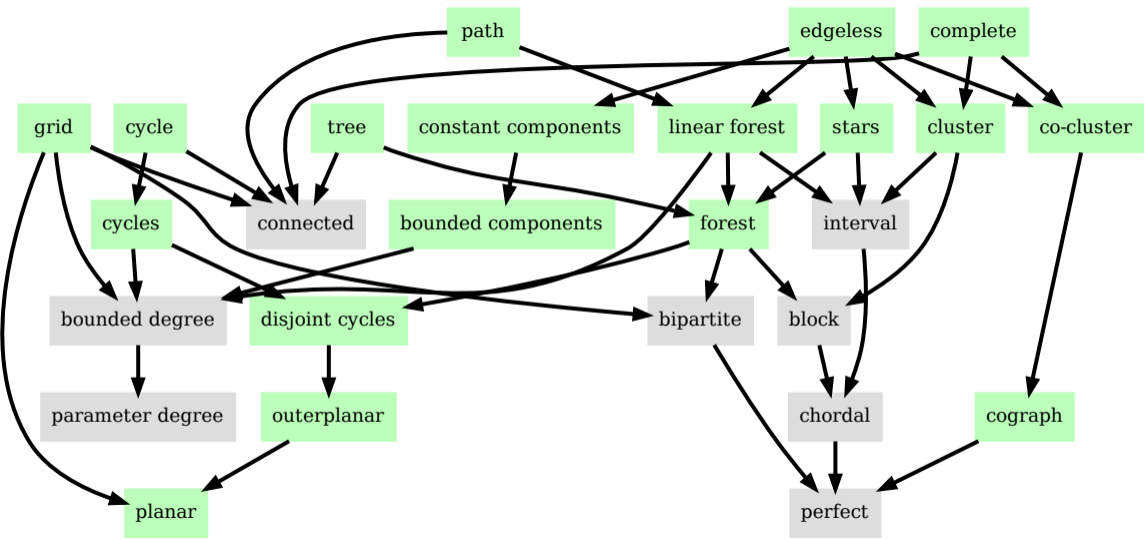 path
edgeless
complete
grid
cycle
tree
constant components
linear forest
stars
cluster
co-cluster
cycles
connected
bounded components
forest
interval
bounded degree
disjoint cycles
bipartite
block
parameter degree
outerplanar
chordal
cograph
planar
perfect